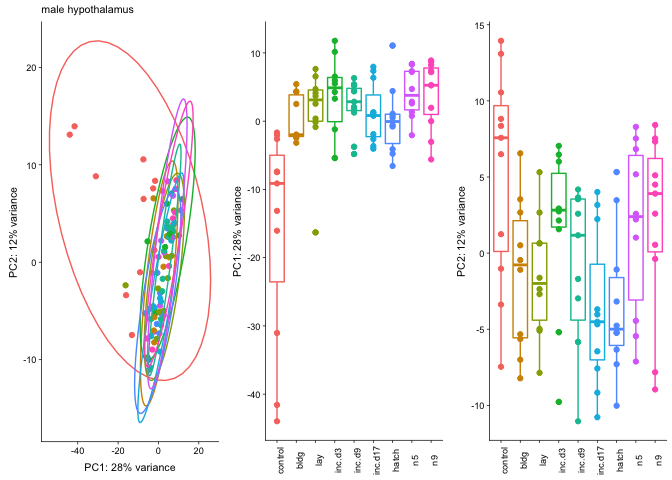 male hypothalamus
PC2: 12% variance
20
10
0
-10
-40
-20
0
20
PC1: 28% variance
PC1: 28% variance
10
0
-10
-20
-30
-40
control
bldg
lay
inc.d3
inc.d9
inc.d17
hatch
n5
n9
PC2: 12% variance
15
10
5
0
-5
-10
control
bldg
lay
inc.d3
inc.d9
inc.d17
hatch
n5
n9